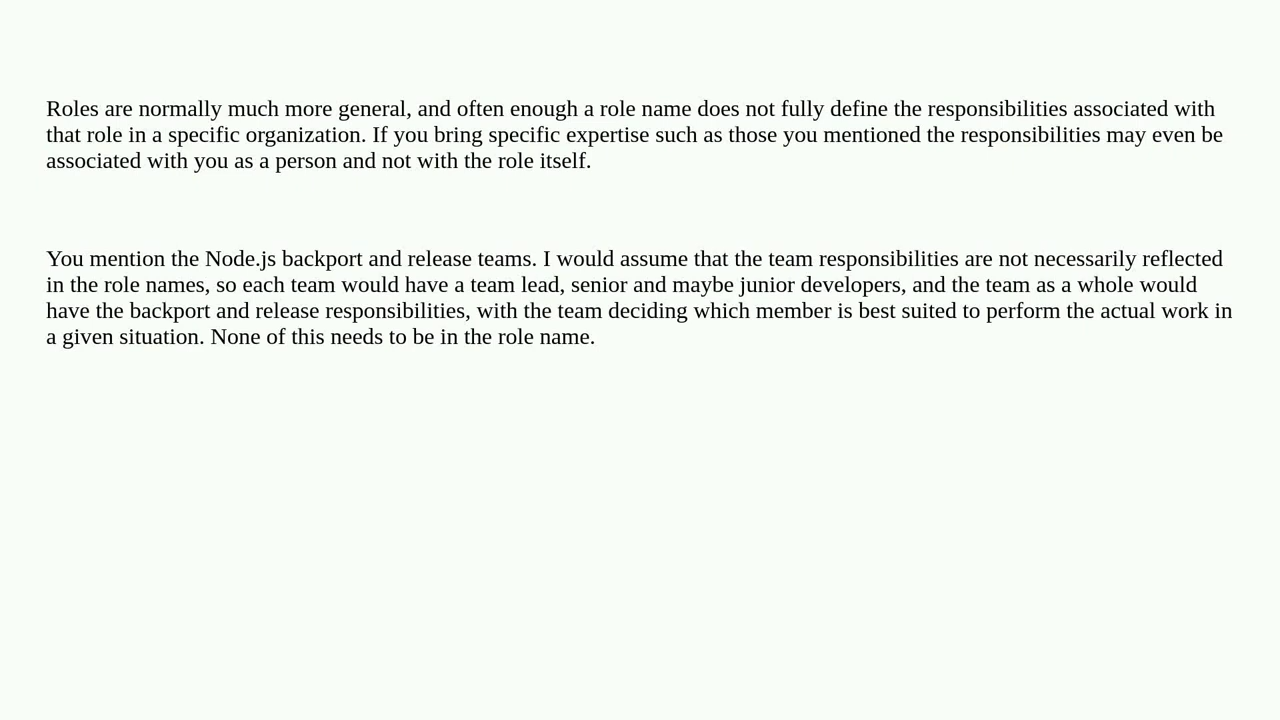 Roles are normally much more general, and often enough a role name does not fully define the responsibilities associated with
that role in a specific organization. If you bring specific expertise such as those you mentioned the responsibilities may even be
associated with you as a person and not with the role itself.
You mention the Node.js backport and release teams. I would assume that the team responsibilities are not necessarily reflected
in the role names, so each team would have a team lead, senior and maybe junior developers, and the team as a whole would
have the backport and release responsibilities, with the team deciding which member is best suited to perform the actual work in
a given situation. None of this needs to be in the role name.